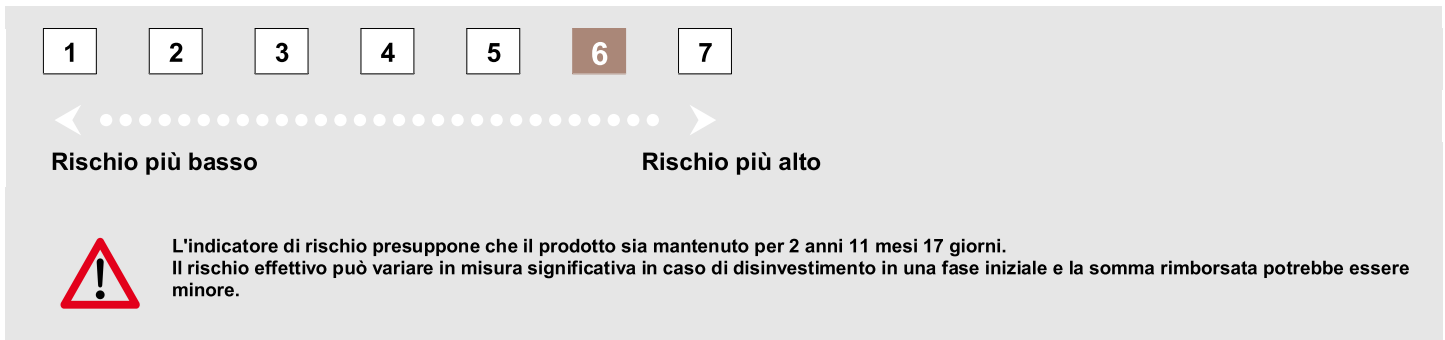 1 2 3 4 5 6 7
Rischio più basso Rischio più alto
L'indicatore di rischio presuppone che il prodotto sia mantenuto per 2 anni 11 mesi 17 giorni.
Il rischio effettivo può variare in misura significativa in caso di disinvestimento in una fase iniziale e la somma rimborsata potrebbe essere
minore.